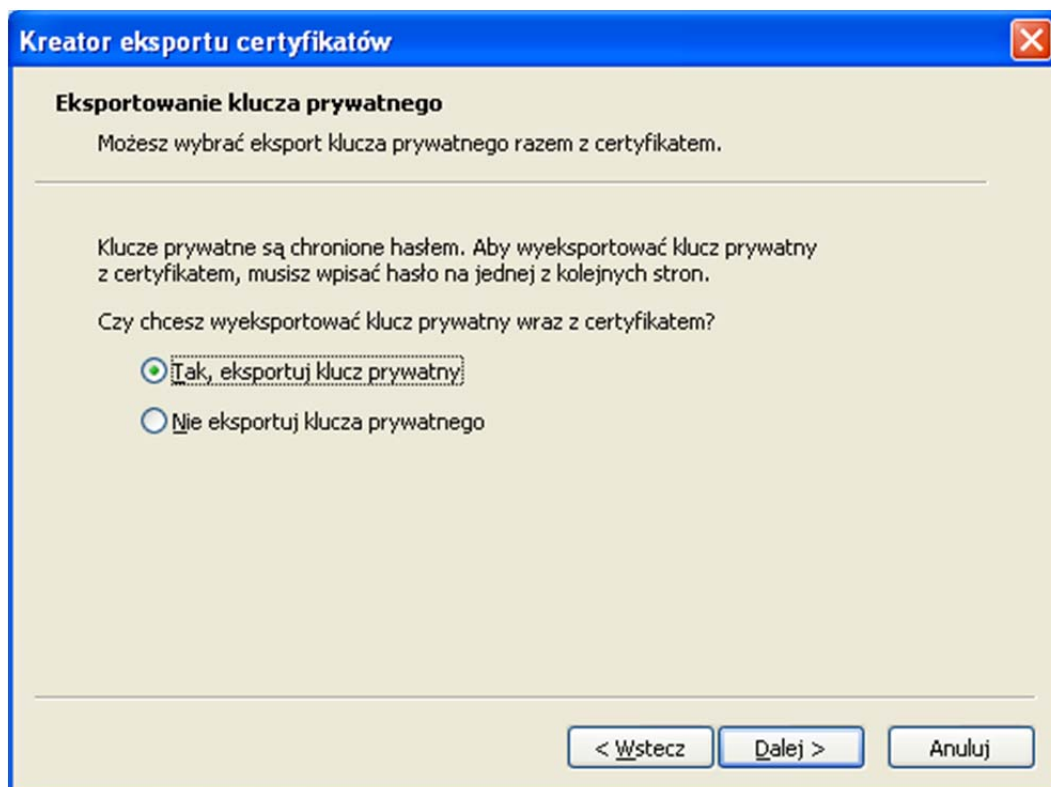 Kreator eksportu certyfikatów
Eksportowanie klucza prywatnego
Możesz wybrać eksport klucza prywatnego razem z certyfikatem.
Klucze prywatne są chronione hasłem. Aby wyeksportować klucz prywatny
z certyfikatem, musisz wpisać hasło na jednej z kolejnych stron.
Czy chcesz wyeksportować klucz prywatny wraz z certyfikatem?
Tak, eksportuj klucz prywatny
Nie eksportuj klucza prywatnego
< Wstecz Dalej > Anuluj